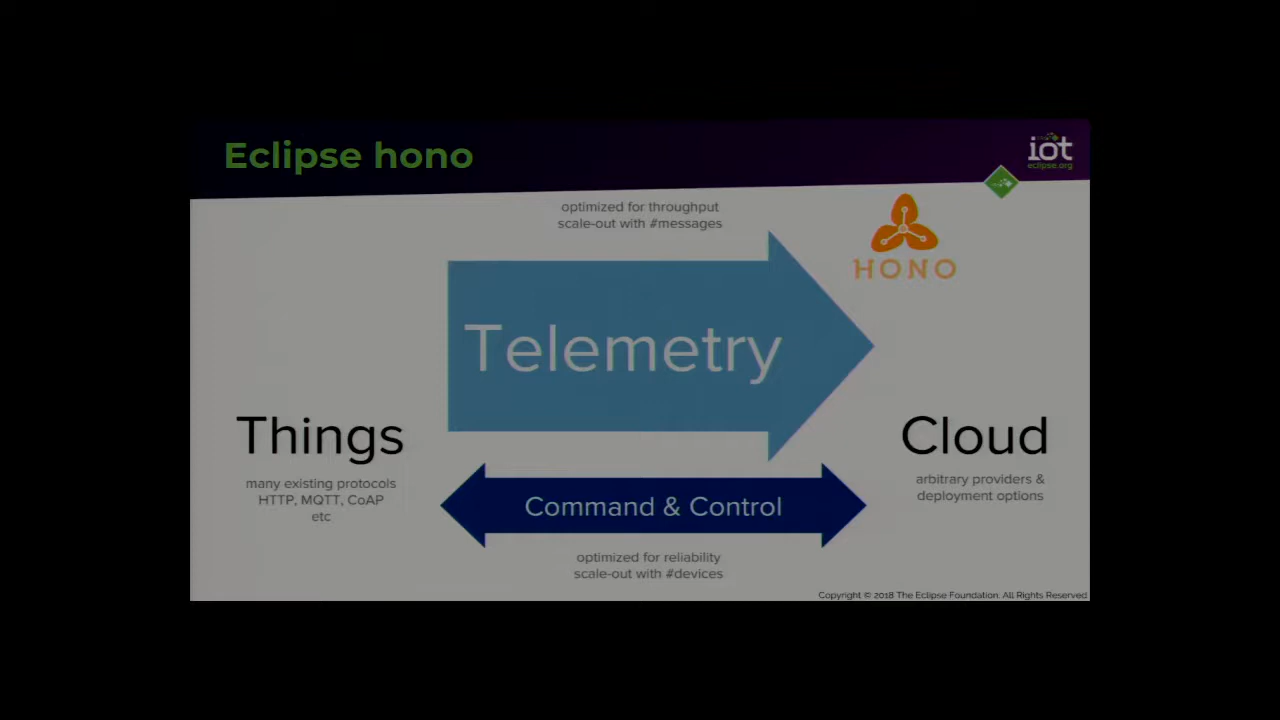 Eclipse hono
iot
eclipse.org
optimized for throughput
scale-out with #messages
HONO
Telemetry
Things
many existing protocols
HTTP, MQTT, CoAP
etc
Cloud
arbitrary providers &
deployment options
Command & Control
optimized for reliability
scale-out with #devices
Copyright © 2018 The Eclipse Foundation. All Rights Reserved